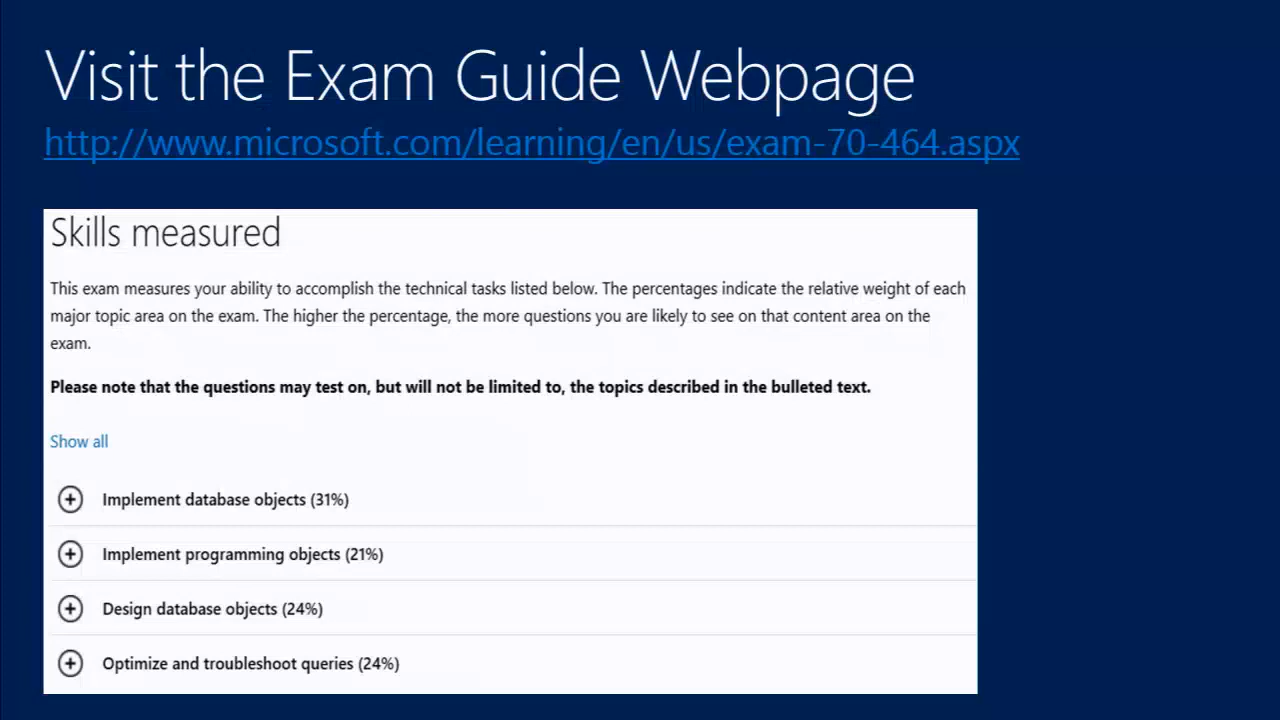 Visit the Exam Guide Webpage
http://www.microsoft.com/learning/en/us/exam-70-464.aspx
Skills measured
This exam measures your ability to accomplish the technical tasks listed below. The percentages indicate the relative weight of each
major topic area on the exam. The higher the percentage, the more questions you are likely to see on that content area on the
exam.
Please note that the questions may test on, but will not be limited to, the topics described in the bulleted text.
Show all
Implement database objects (31%)
Implement programming objects (21%)
Design database objects (24%)
Optimize and troubleshoot queries (24%)